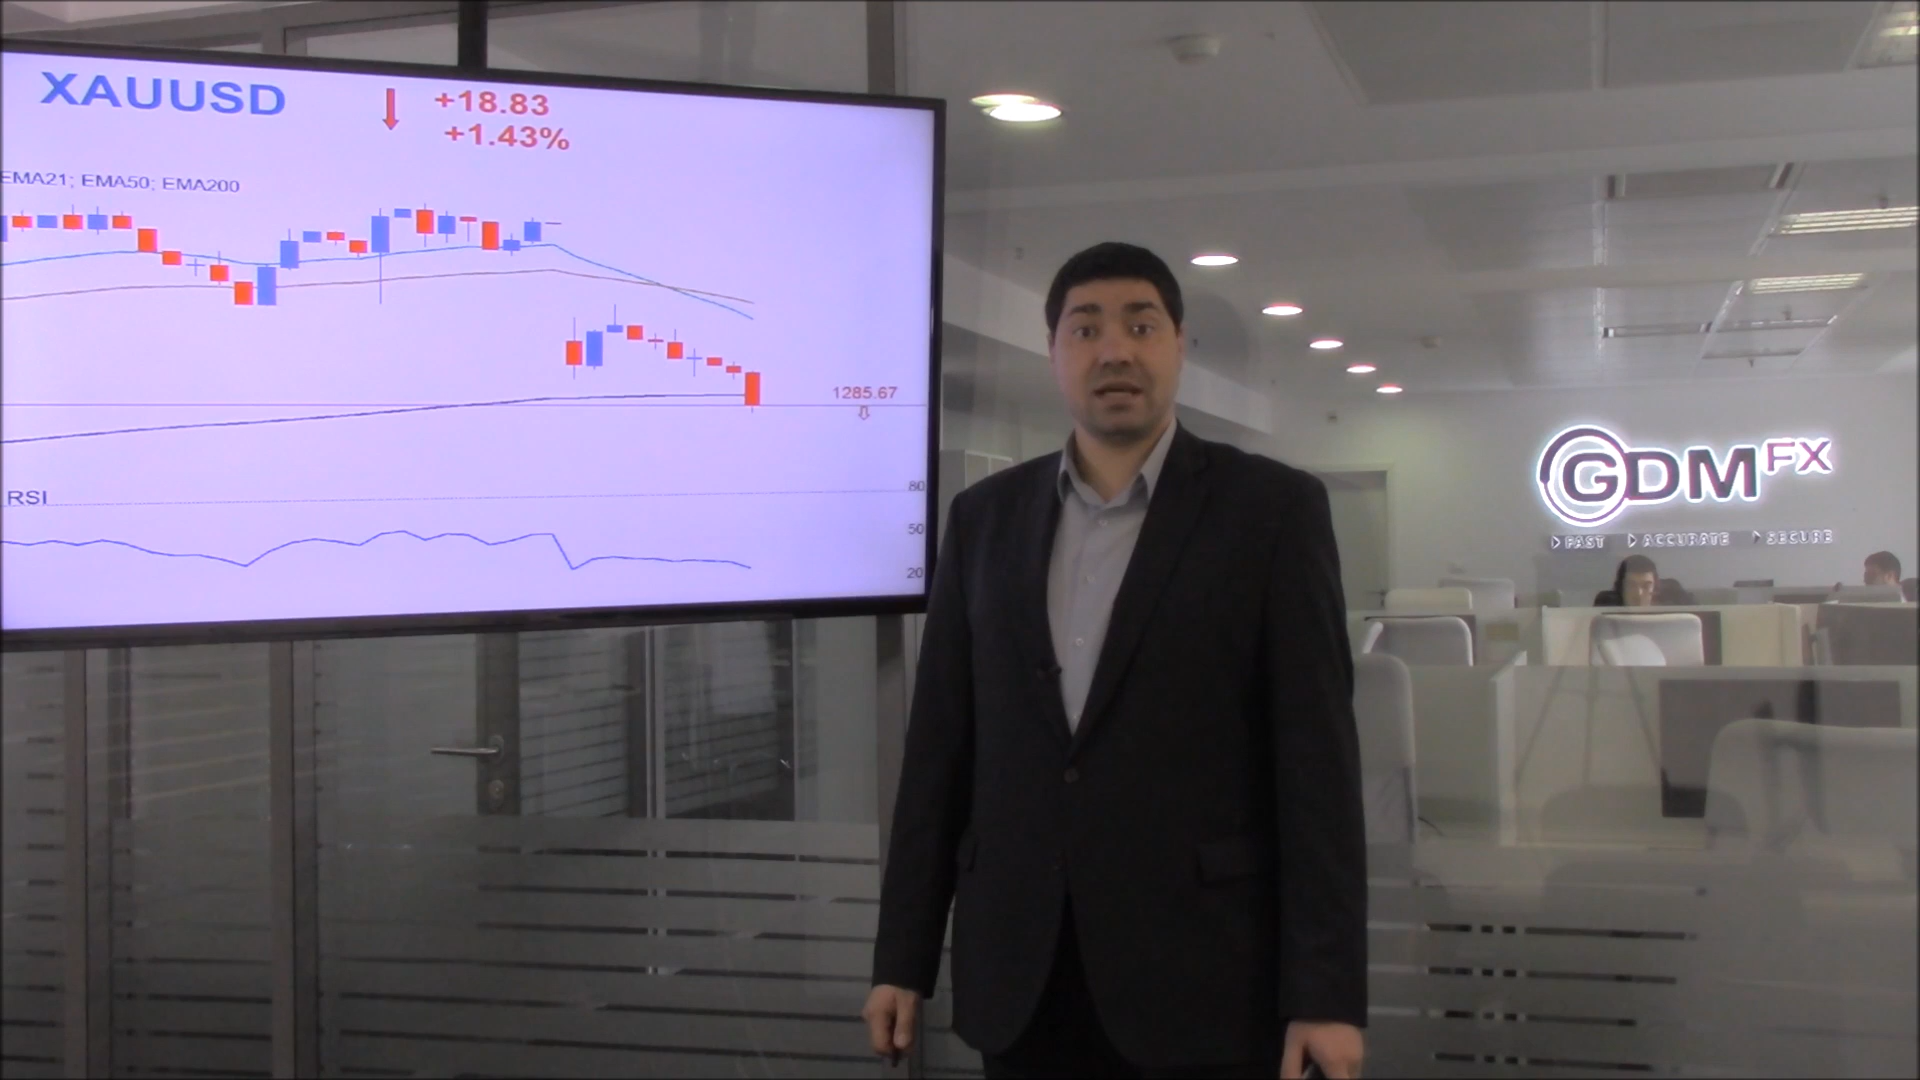 XAUUSD
+18.83
+1.43%
EMA21; EMA50; EMA200
1285.67
RSI
80
50
20
GDMFX
FAST ACCURATE SECURE